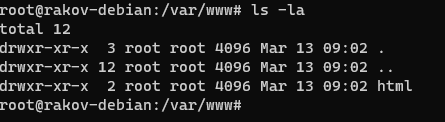 root@rakov-debian:/var/www# ls -la
total 12
drwxr-xr-x  3 root root 4096 Mar 13 09:02 .
drwxr-xr-x 12 root root 4096 Mar 13 09:02 ..
drwxr-xr-x  2 root root 4096 Mar 13 09:02 html
root@rakov-debian:/var/www#